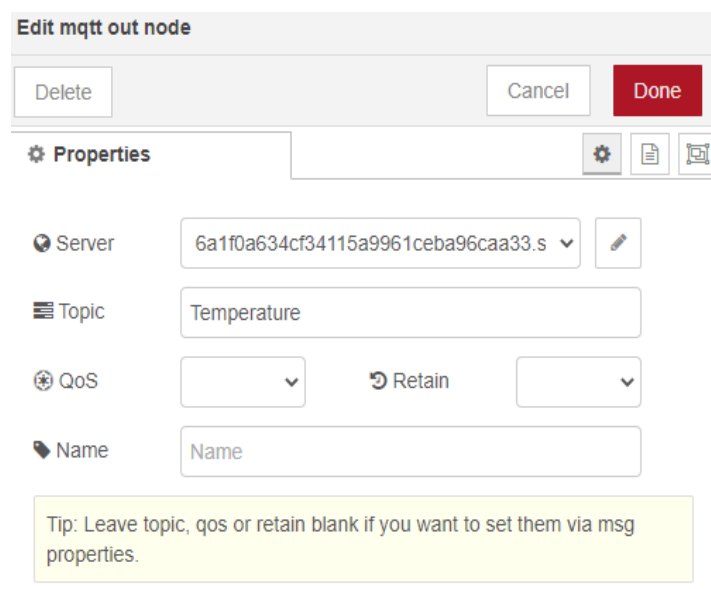 Edit mqtt out node
Delete
Cancel
Done
Properties
Server
6a1f0a634cf34115a9961ceba96caa33.s
Topic
Temperature
QoS
Retain
Name
Name
Tip: Leave topic, qos or retain blank if you want to set them via msg
properties.